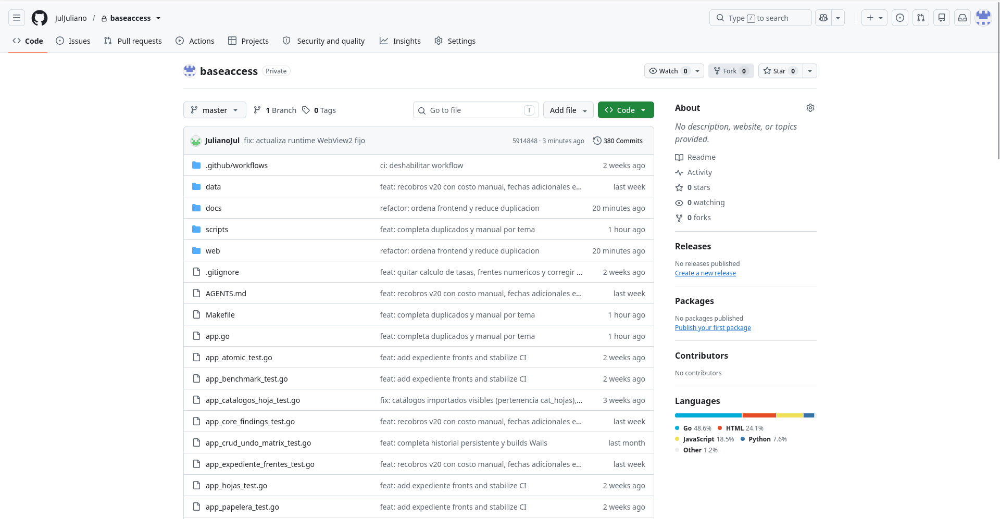 JulJuliano / baseaccess
Type / to search
Code Issues Pull requests Actions Projects Security and quality Insights Settings
baseaccess Private
Watch 0 Fork 0 Star 0
master 1 Branch 0 Tags Go to file T Add file Code
JulianoJul fix: actualiza runtime WebView2 fijo 5914848 · 3 minutes ago 380 Commits
.github/workflows ci: deshabilitar workflow 2 weeks ago
data feat: recobros v20 con costo manual, fechas adicionales e... last week
docs refactor: ordena frontend y reduce duplicacion 20 minutes ago
scripts feat: completa duplicados y manual por tema 1 hour ago
web refactor: ordena frontend y reduce duplicacion 20 minutes ago
.gitignore feat: quitar calculo de tasas, frentes numericos y corregir ... 2 weeks ago
AGENTS.md feat: recobros v20 con costo manual, fechas adicionales e... last week
Makefile feat: completa duplicados y manual por tema 1 hour ago
app.go feat: completa duplicados y manual por tema 1 hour ago
app_atomic_test.go feat: add expediente fronts and stabilize CI 2 weeks ago
app_benchmark_test.go feat: add expediente fronts and stabilize CI 2 weeks ago
app_catalogos_hoja_test.go fix: catálogos importados visibles (pertenencia cat_hojas),... 3 weeks ago
app_core_findings_test.go feat: recobros v20 con costo manual, fechas adicionales e... last week
app_crud_undo_matrix_test.go feat: completa historial persistente y builds Wails last month
app_expediente_frentes_test.go feat: recobros v20 con costo manual, fechas adicionales e... last week
app_hojas_test.go feat: add expediente fronts and stabilize CI 2 weeks ago
app_papelera_test.go feat: add expediente fronts and stabilize CI 2 weeks ago
About
No description, website, or topics
provided.
Readme
Activity
0 stars
0 watching
0 forks
Releases
No releases published
Create a new release
Packages
No packages published
Publish your first package
Contributors
No contributors
Languages
Go 48.6% HTML 24.1%
JavaScript 18.5% Python 7.6%
Other 1.2%